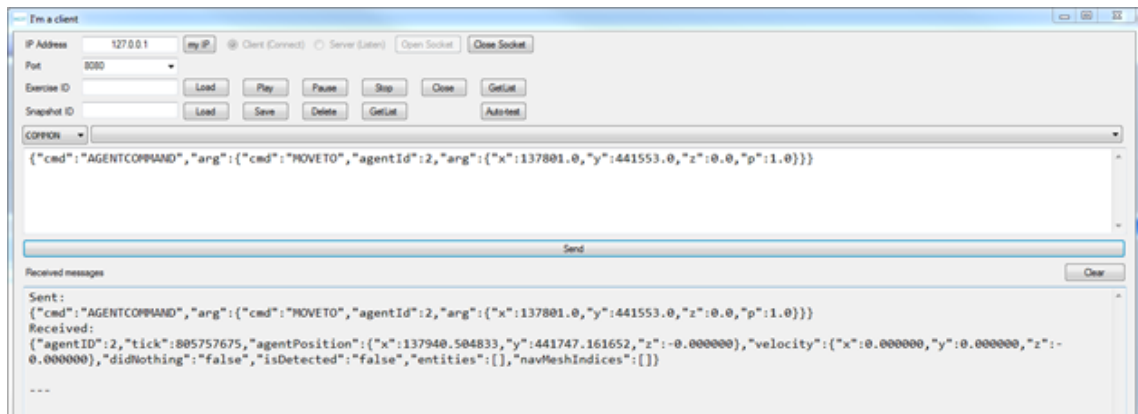 I'm a client
IP Address 127.0.0.1 my IP Client (Connect) Server (Listen) Open Socket Close Socket
Port 8080
Exercise ID Load Play Pause Stop Close GetList
Snapshot ID Load Save Delete GetList Auto-test
COMMON
{"cmd":"AGENTCOMMAND","arg":{"cmd":"MOVETO","agentId":2,"arg":{"x":137801.0,"y":441553.0,"z":0.0,"p":1.0}}}
Send
Received messages Clear
Sent:
{"cmd":"AGENTCOMMAND","arg":{"cmd":"MOVETO","agentId":2,"arg":{"x":137801.0,"y":441553.0,"z":0.0,"p":1.0}}}
Received:
{"agentID":2,"tick":805757675,"agentPosition":{"x":137940.504833,"y":441747.161652,"z":-0.000000},"velocity":{"x":0.000000,"y":0.000000,"z":-
0.000000},"didNothing":"false","isDetected":"false","entities":[],"navMeshIndices":[]}
---